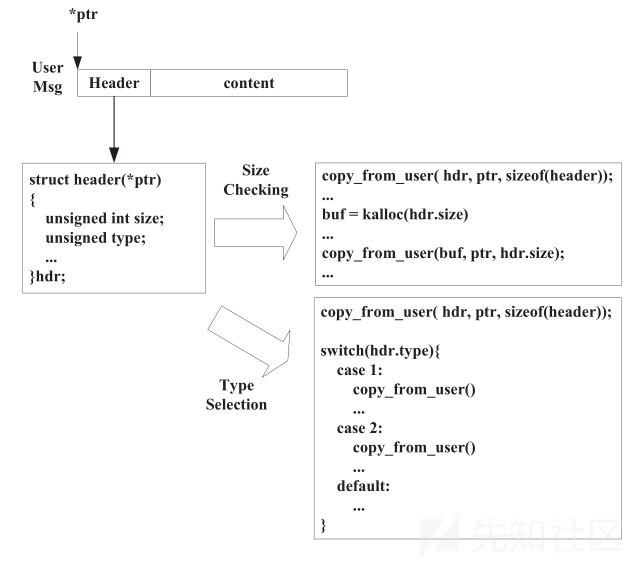 *ptr
User
Msg
Header
content
struct header(*ptr)
{
unsigned int size;
unsigned type;
...
}hdr;
Size
Checking
copy_from_user( hdr, ptr, sizeof(header));
...
buf = kalloc(hdr.size)
...
copy_from_user(buf, ptr, hdr.size);
...
Type
Selection
copy_from_user( hdr, ptr, sizeof(header));
switch(hdr.type){
case 1:
copy_from_user()
...
case 2:
copy_from_user()
...
default:
...
}
先知社区